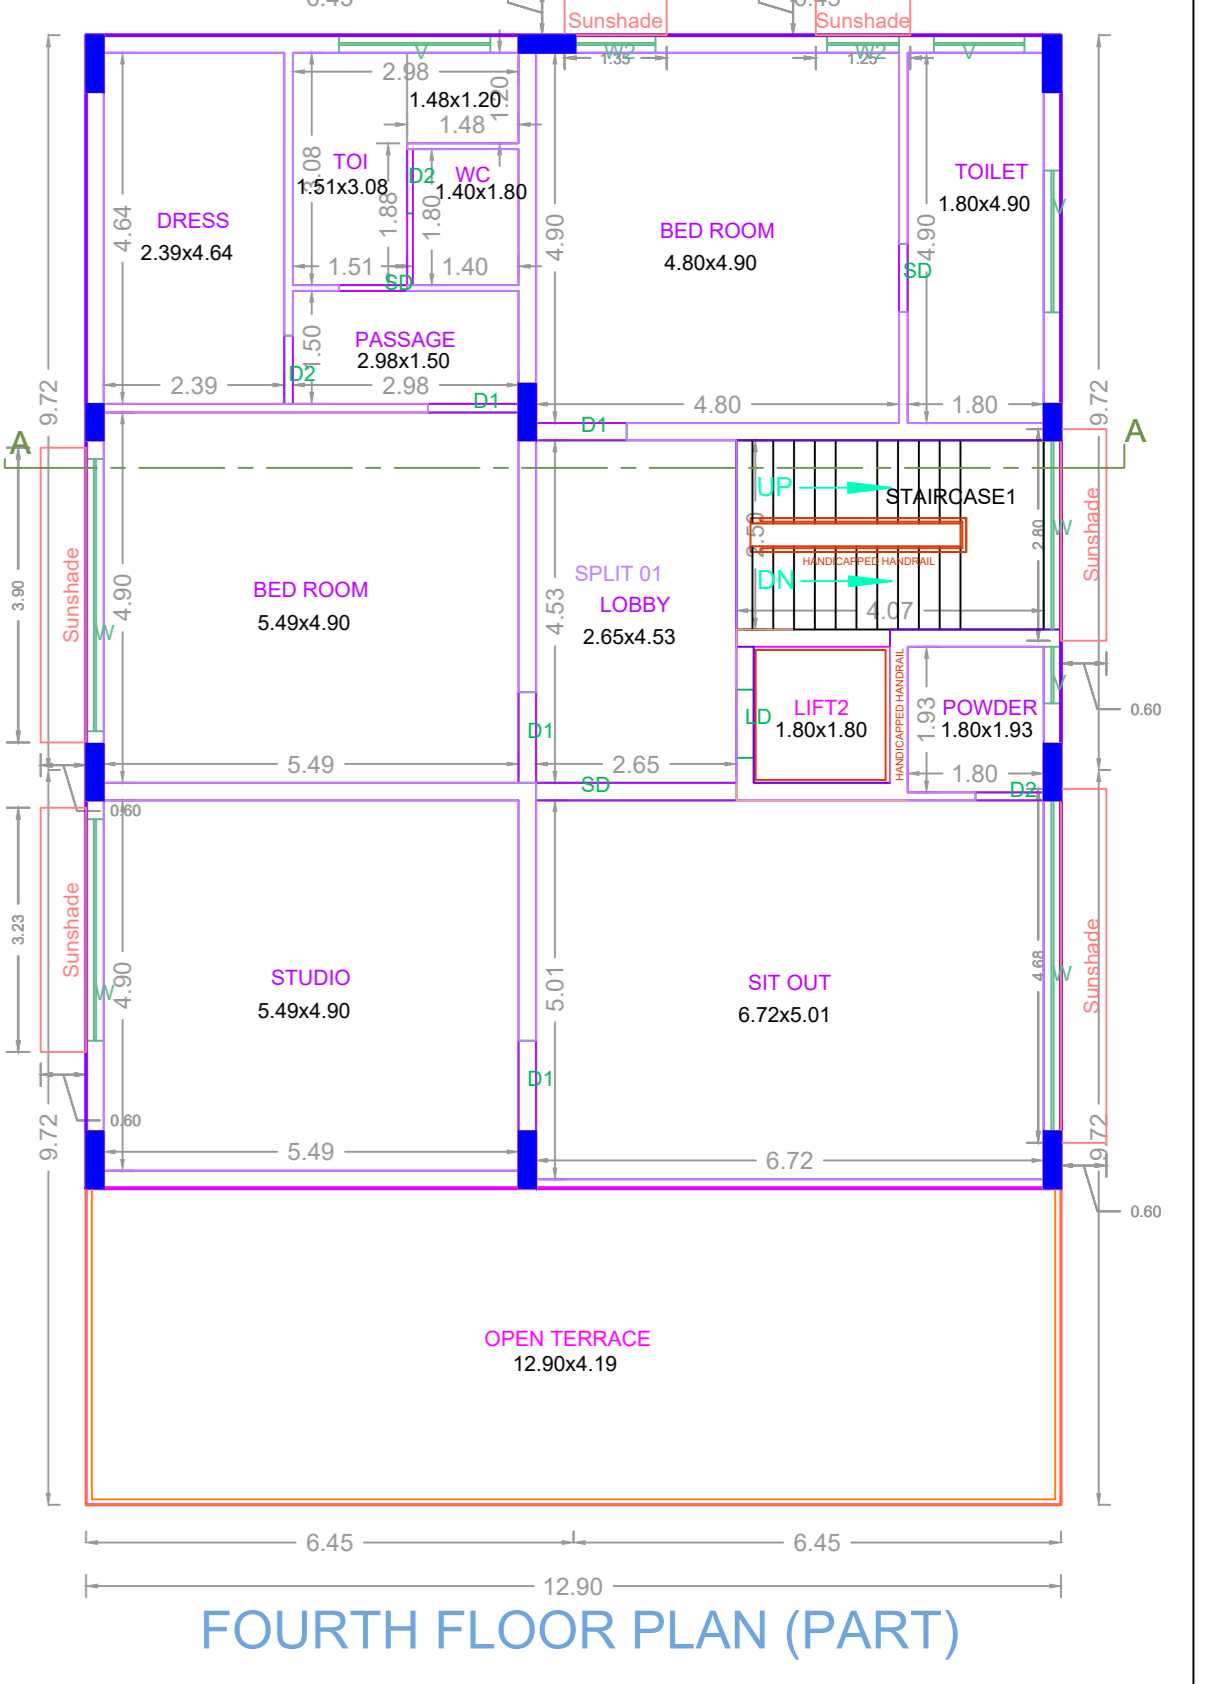 6.45
6.45
Sunshade
Sunshade
V
W2
W2
V
1.35
1.25
2.98
1.48x1.20
1.20
1.48
TOI
1.51x3.08
3.08
D2
WC
1.40x1.80
1.88
1.80
1.51
1.40
SD
DRESS
2.39x4.64
4.64
4.90
BED ROOM
4.80x4.90
TOILET
1.80x4.90
4.90
V
SD
PASSAGE
2.98x1.50
1.50
D2
2.39
2.98
D1
4.80
1.80
D1
9.72
9.72
A
A
UP
STAIRCASE1
2.50
HANDICAPPED HANDRAIL
DN
4.07
2.80
W
Sunshade
Sunshade
3.90
W
4.90
BED ROOM
5.49x4.90
4.53
SPLIT 01
LOBBY
2.65x4.53
LIFT2
1.80x1.80
LD
HANDICAPPED HANDRAIL
POWDER
1.80x1.93
1.93
V
0.60
D1
5.49
2.65
1.80
SD
D2
0.60
3.23
Sunshade
W
4.90
STUDIO
5.49x4.90
5.01
SIT OUT
6.72x5.01
4.68
W
Sunshade
D1
0.60
9.72
9.72
5.49
6.72
0.60
OPEN TERRACE
12.90x4.19
6.45
6.45
12.90
FOURTH FLOOR PLAN (PART)